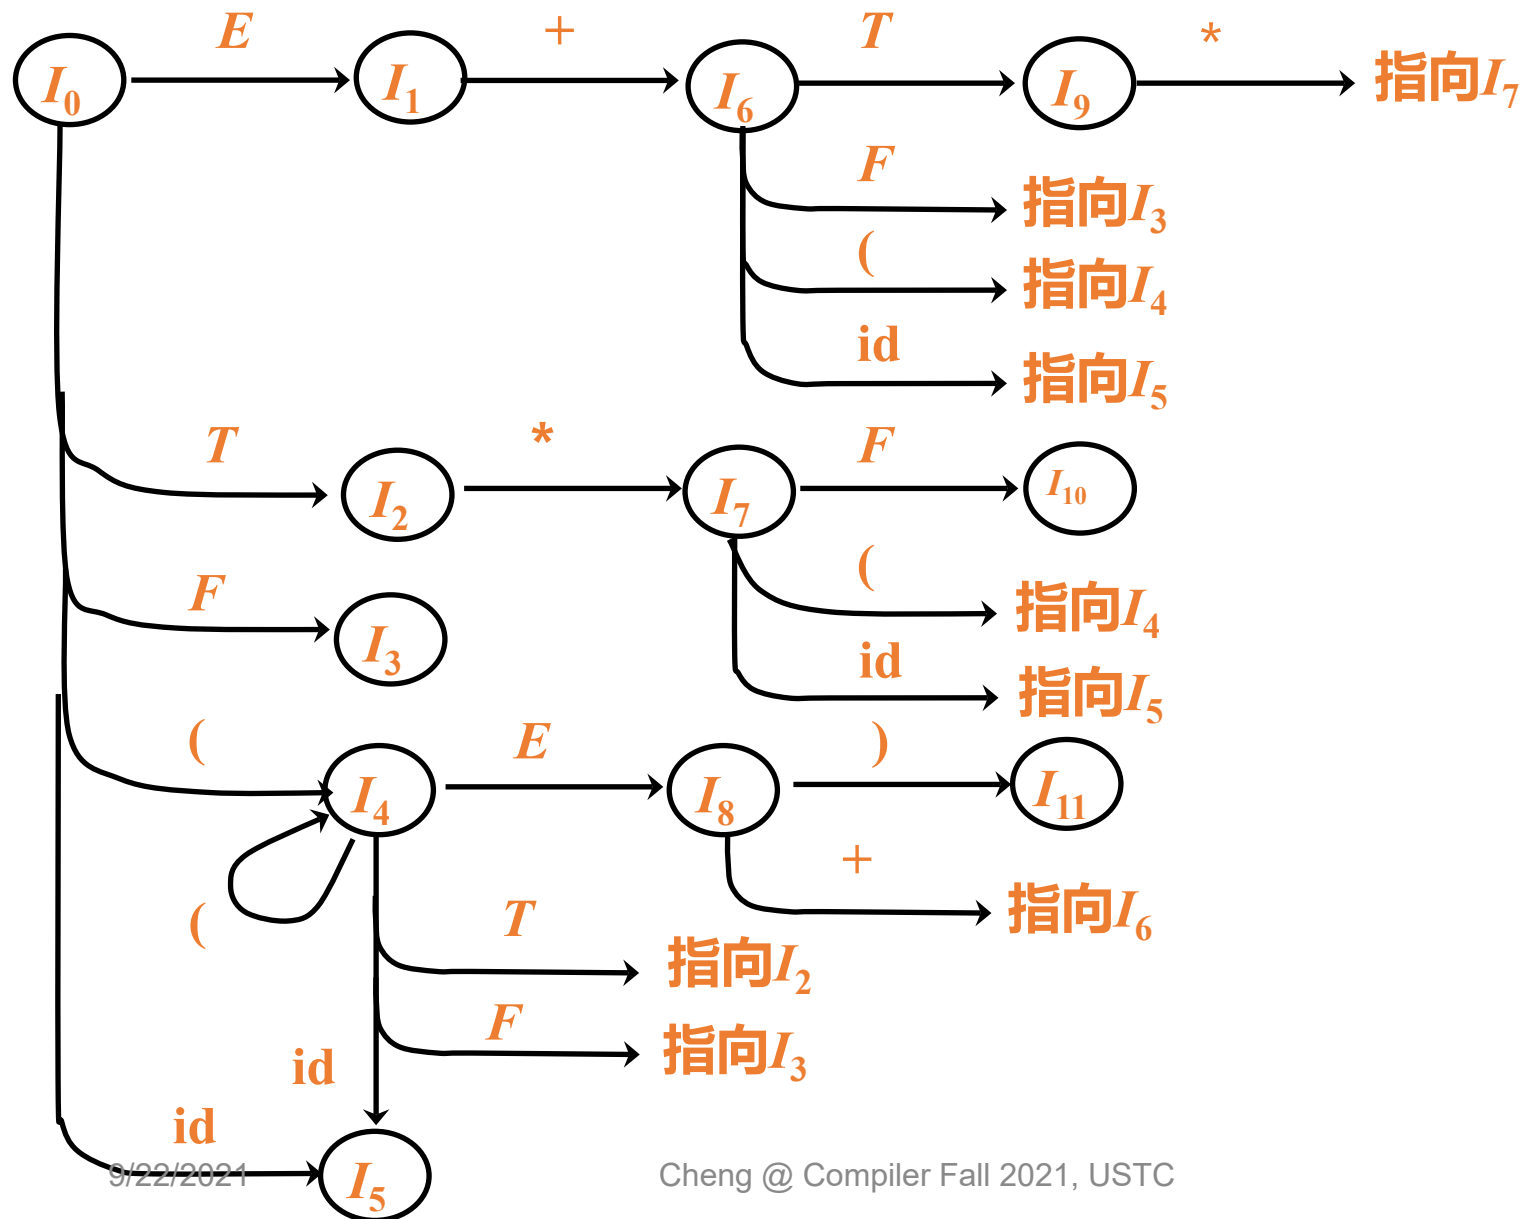 E + T *
I0 I1 I6 I9 指向I7
F
指向I3
(
指向I4
id
指向I5
T * F
I2 I7 I10
(
F 指向I4
I3 id
指向I5
( E )
I4 I8 I11
+
( T 指向I6
指向I2
F
id 指向I3
id
I5
9/22/2021 Cheng @ Compiler Fall 2021, USTC